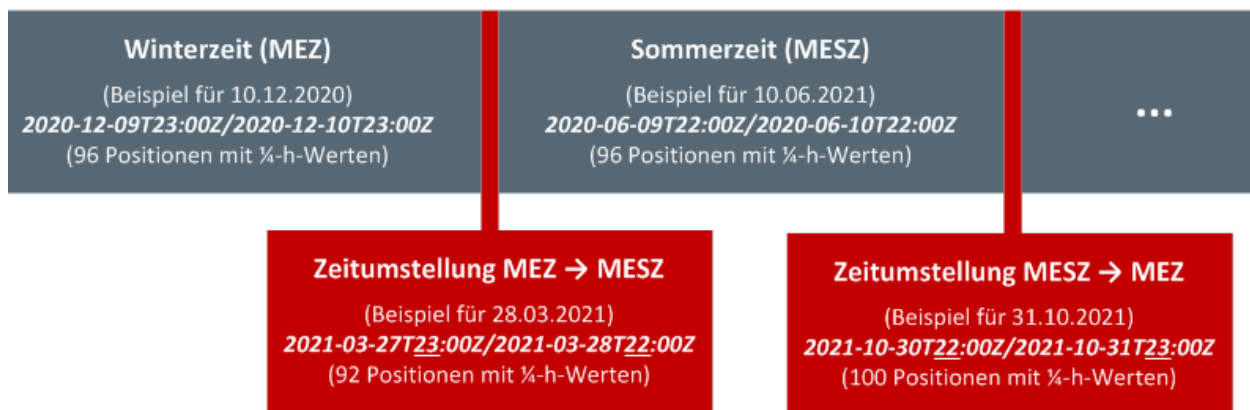 Winterzeit (MEZ)
(Beispiel für 10.12.2020)
2020-12-09T23:00Z/2020-12-10T23:00Z
(96 Positionen mit ¼-h-Werten)
Sommerzeit (MESZ)
(Beispiel für 10.06.2021)
2020-06-09T22:00Z/2020-06-10T22:00Z
(96 Positionen mit ¼-h-Werten)
...
Zeitumstellung MEZ → MESZ
(Beispiel für 28.03.2021)
2021-03-27T23:00Z/2021-03-28T22:00Z
(92 Positionen mit ¼-h-Werten)
Zeitumstellung MESZ → MEZ
(Beispiel für 31.10.2021)
2021-10-30T22:00Z/2021-10-31T23:00Z
(100 Positionen mit ¼-h-Werten)